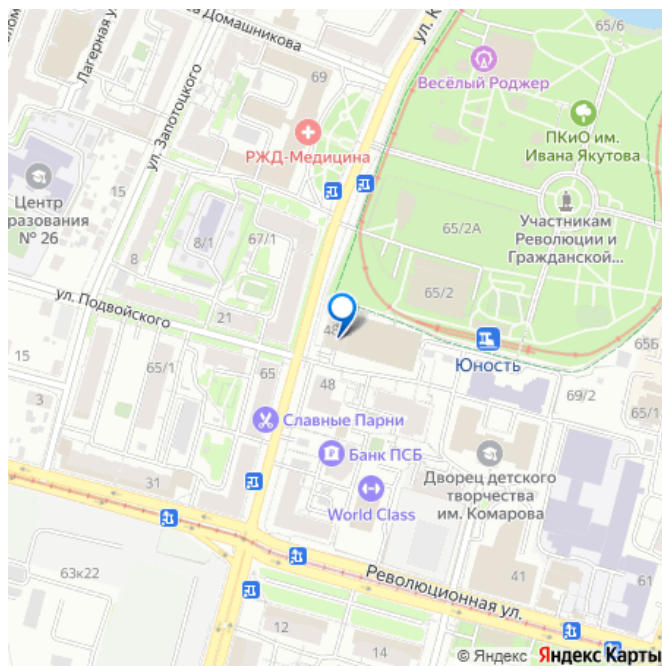 Домашникова
ул. К
65/6
Лагерная ул.
ул. Запотоцкого
69
Весёлый Роджер
РЖД-Медицина
ПКиО им.
Ивана Якутова
Центр
разования
№ 26
15
8/1
67/1
8
65/2А
Участникам
Революции и
Гражданской...
65/2
ул. Подвойского
21
48
65Б
Юность
15
65/1
65
48
69/2
3
65/1
Славные Парни
Банк ПСБ
Дворец детского
творчества
им. Комарова
World Class
31
63к22
Революционная ул.
41
61
12
14
© Яндекс Яндекс Карты